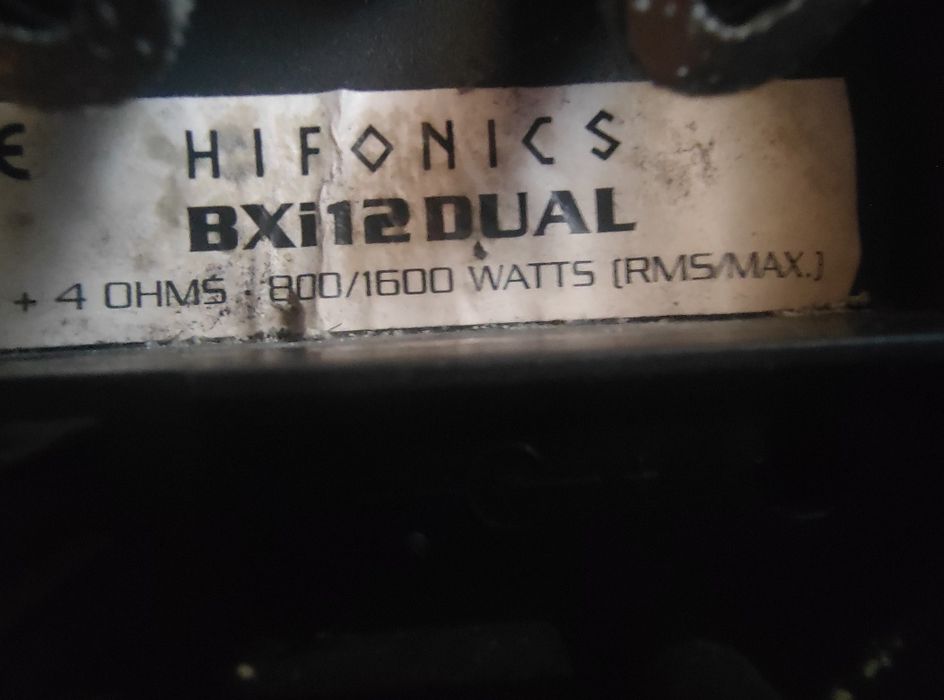 HIFONICS
BXi12DUAL
+ 4 OHMS 800/1600 WATTS (RMS/MAX.)